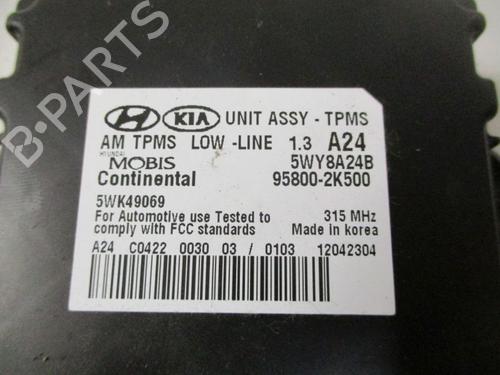 HYUNDAI KIA UNIT ASSY - TPMS
AM TPMS LOW -LINE 1.3 A24
HYUNDAI MOBIS 5WY8A24B
Continental 95800-2K500
5WK49069
For Automotive use Tested to 315 MHz
comply with FCC standards Made in korea
A24 C0422 0030 03 / 0103 12042304
B-PARTS